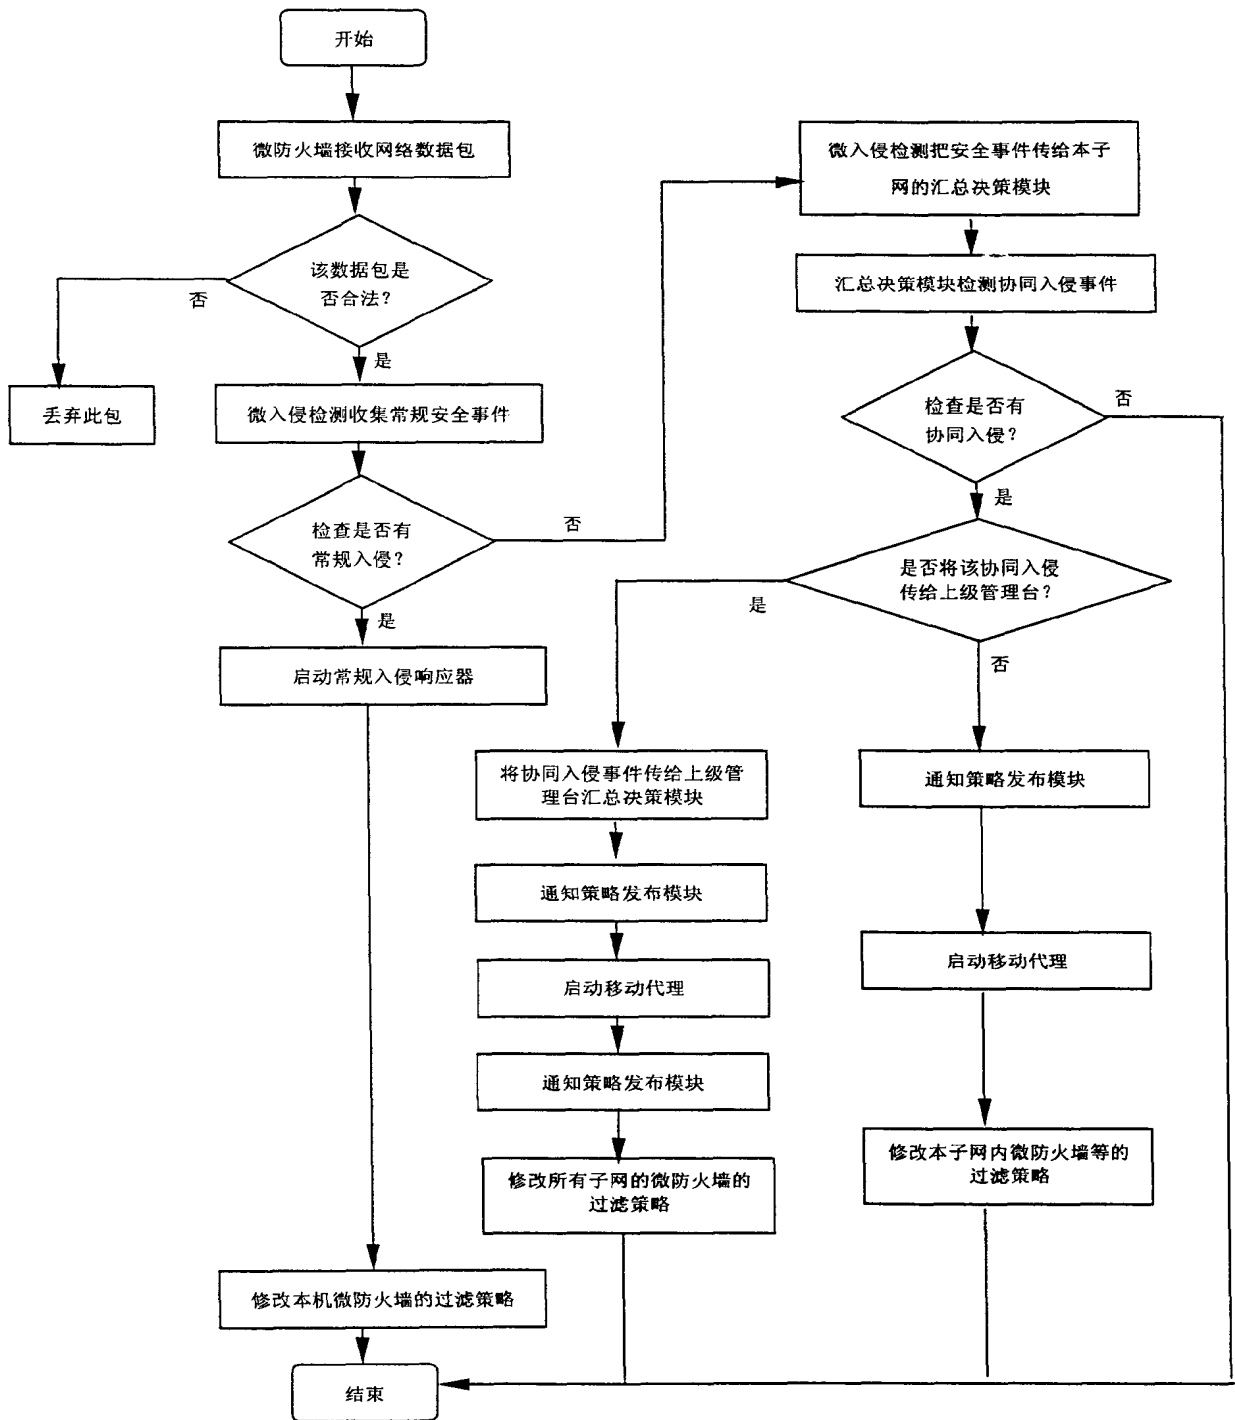 开始
微防火墙接收网络数据包
该数据包是
否合法？
否
是
丢弃此包
微入侵检测收集常规安全事件
检查是否有
常规入侵？
否
是
启动常规入侵响应器
微入侵检测把安全事件传给本子
网的汇总决策模块
汇总决策模块检测协同入侵事件
检查是否有
协同入侵？
否
是
是否将该协同入侵
传给上级管理台？
是
否
将协同入侵事件传给上级管
理台汇总决策模块
通知策略发布模块
启动移动代理
通知策略发布模块
修改所有子网的微防火墙的
过滤策略
通知策略发布模块
启动移动代理
修改本子网内微防火墙等的
过滤策略
修改本机微防火墙的过滤策略
结束